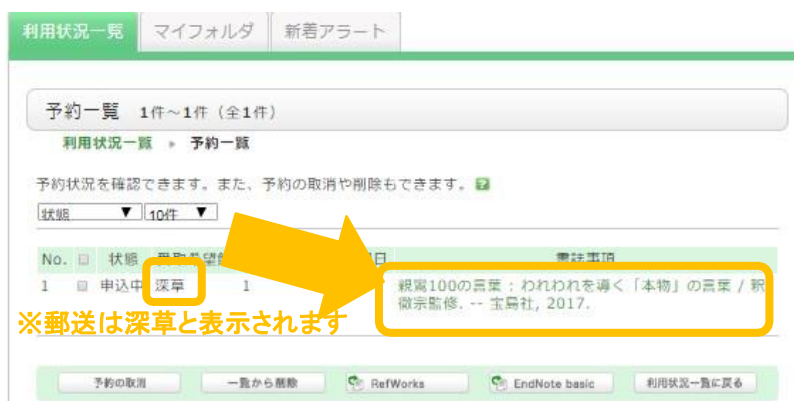 利用状況一覧 マイフォルダ 新着アラート
予約一覧 1件～1件（全1件）
利用状況一覧 ▶ 予約一覧
予約状況を確認できます。また、予約の取消や削除もできます。?
状態 ▼ 10件 ▼
No. 状態 日 書誌事項
1 申込中 深草 1 親鸞100の言葉 : われわれを導く「本物」の言葉 / 釈
徹宗監修. -- 宝島社, 2017.
※郵送は深草と表示されます
予約の取消 一覧から削除 RefWorks EndNote basic 利用状況一覧に戻る